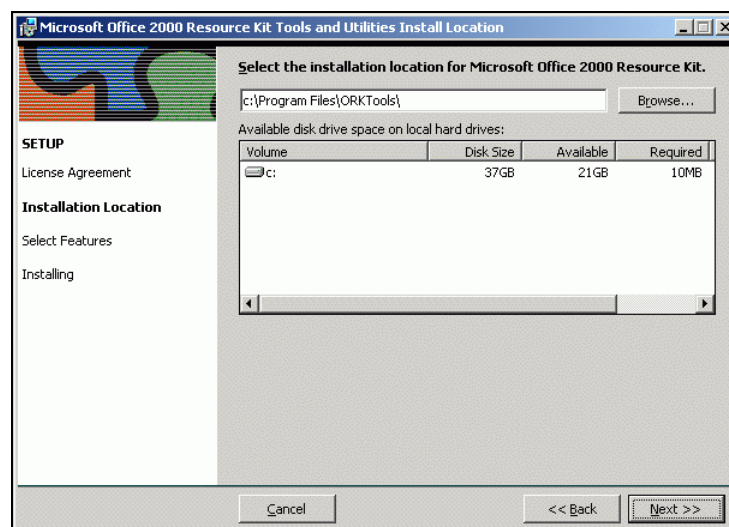 Microsoft Office 2000 Resource Kit Tools and Utilities Install Location
Select the installation location for Microsoft Office 2000 Resource Kit.
c:\Program Files\ORKTools\
Browse...
Available disk drive space on local hard drives:
Volume Disk Size Available Required
c: 37GB 21GB 10MB
SETUP
License Agreement
Installation Location
Select Features
Installing
Cancel
<< Back
Next >>